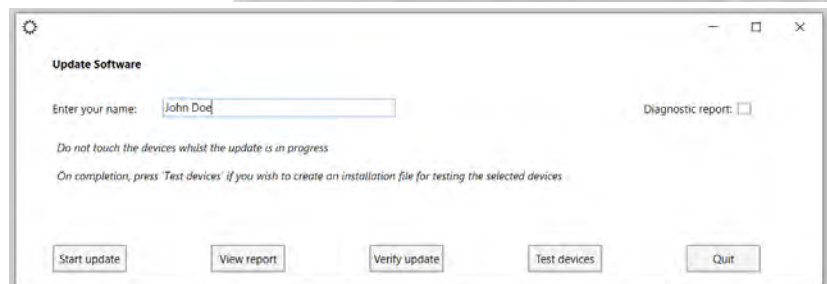 Update Software
Enter your name: John Doe Diagnostic report:
Do not touch the devices whilst the update is in progress
On completion, press 'Test devices' if you wish to create an installation file for testing the selected devices
Start update View report Verify update Test devices Quit